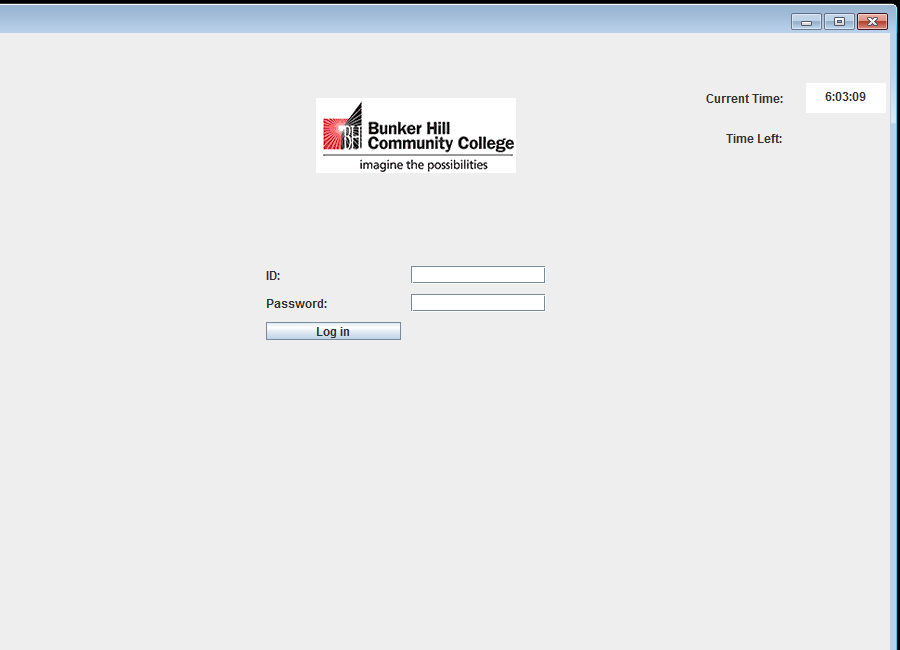 Current Time: 6:03:09
Bunker Hill
Community College
imagine the possibilities
Time Left:
ID:
Password:
Log in